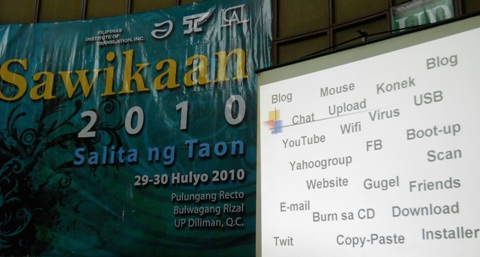 PILIPINAS
INSTITUTE OF
TRANSLATION, INC.
Sawikaan
2010
Salita ng Taon
29-30 Hulyo 2010
Pulungang Recto
Bulwagang Rizal
UP Diliman, Q.C.
Blog Mouse Konek Blog
Chat Upload Virus USB
YouTube Wifi FB Boot-up
Yahoogroup Scan
Website Gugel Friends
E-mail Burn sa CD Download
Twit Copy-Paste Installer